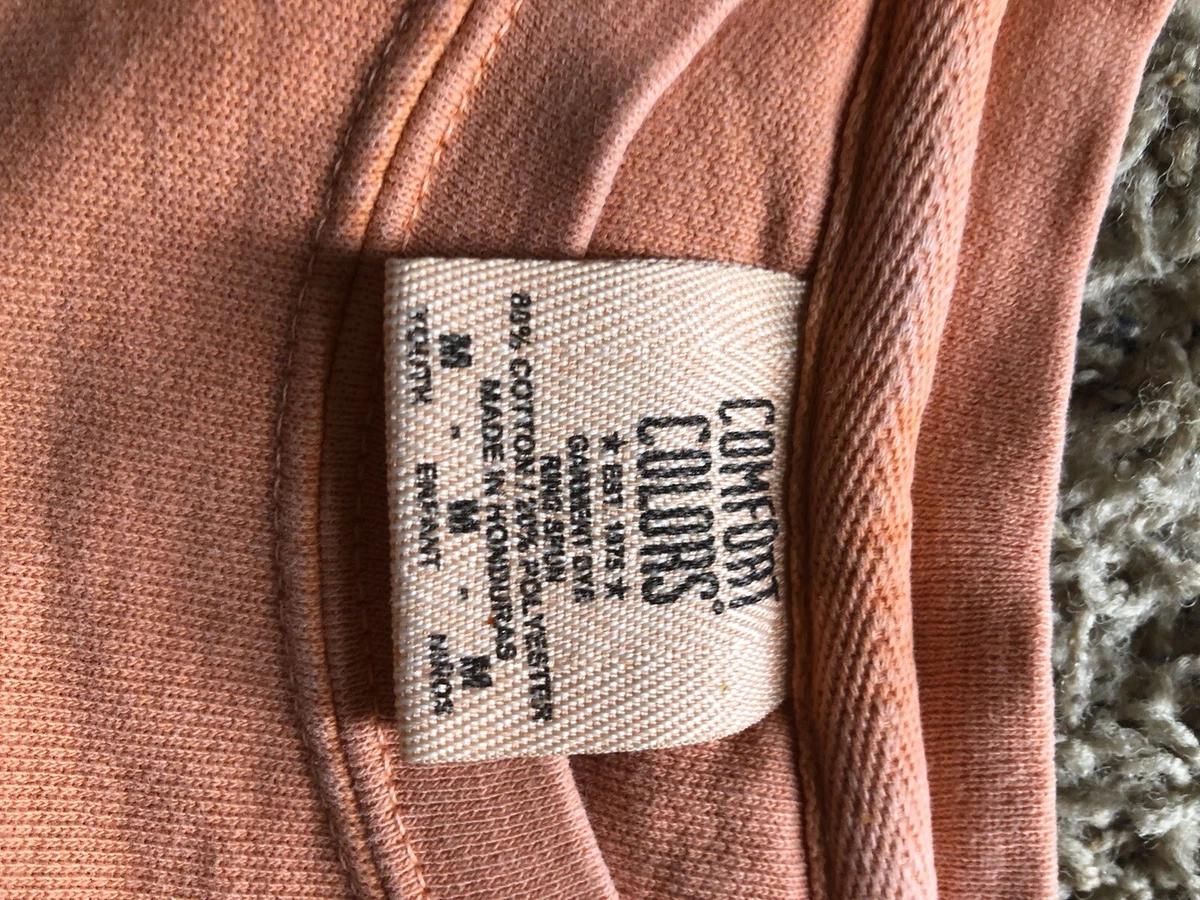 COMFORT
COLORS®
★ EST. 1975 ★
GARMENT DYE
RING SPUN
80% COTTON / 20% POLYESTER
MADE IN HONDURAS
M - M - M
YOUTH ENFANT NIÑOS